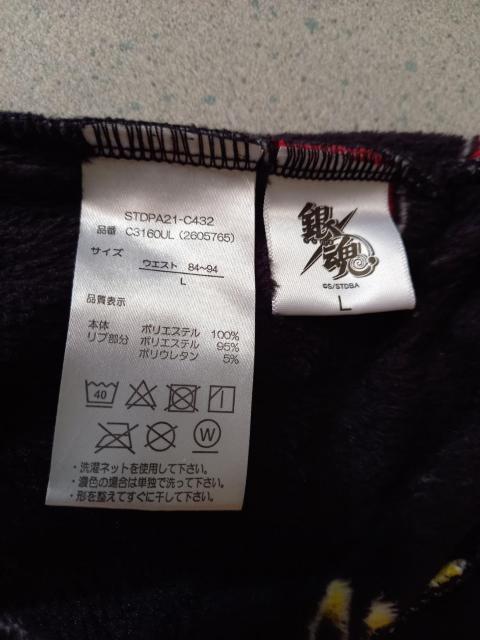 STDPA21-C432
品番 C3160UL (2605765)
サイズ
ウエスト 84~94
L
品質表示
本体 ポリエステル 100%
リブ部分 ポリエステル 95%
ポリウレタン 5%
40
W
・洗濯ネットを使用して下さい。
・濃色の場合は単独で洗って下さい。
・形を整えてすぐに干して下さい。
銀魂
©S/STDBA
L